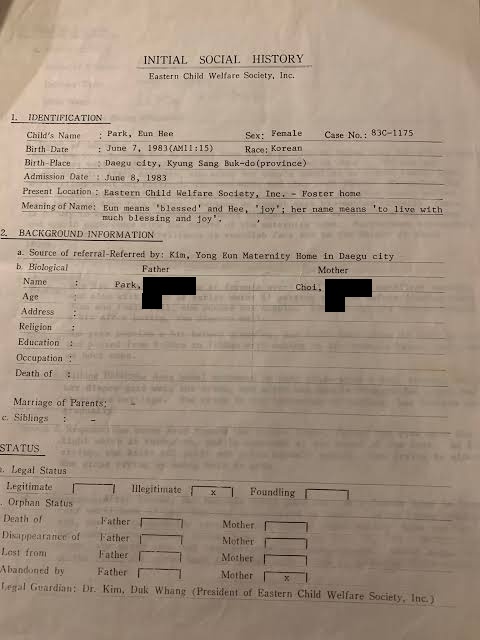 INITIAL SOCIAL HISTORY
Eastern Child Welfare Society, Inc.
1. IDENTIFICATION
Child's Name : Park, Eun Hee Sex: Female Case No.: 83C-1175
Birth-Date : June 7, 1983(AM11:15) Race: Korean
Birth-Place : Daegu city, Kyung Sang Buk-do(province)
Admission Date : June 8, 1983
Present Location : Eastern Child Welfare Society, Inc. - Foster home
Meaning of Name: Eun means 'blessed' and Hee, 'joy'; her name means 'to live with
much blessing and joy'.
2. BACKGROUND INFORMATION
a. Source of referral-Referred by: Kim, Yong Eun Maternity Home in Daegu city
b. Biological Father Mother
Name : Park, Choi,
Age :
Address :
Religion :
Education :
Occupation :
Death of :
Marriage of Parents: -
c. Siblings : -
STATUS
. Legal Status
Legitimate Illegitimate x Foundling
. Orphan Status
Death of Father Mother
Disappearance of Father Mother
Lost from Father Mother
Abandoned by Father Mother x
Legal Guardian: Dr. Kim, Duk Whang (President of Eastern Child Welfare Society, Inc.)